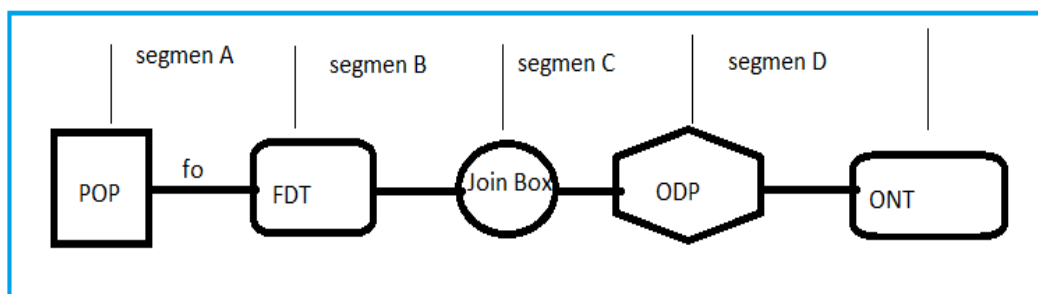 segmen A
segmen B
segmen C
segmen D
fo
POP
FDT
Join Box
ODP
ONT